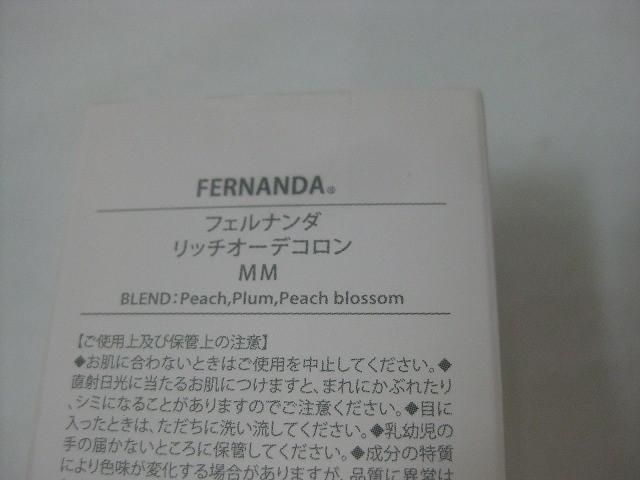 FERNANDA®
フェルナンダ
リッチオーデコロン
MM
BLEND:Peach,Plum,Peach blossom
【ご使用上及び保管上の注意】
◆お肌に合わないときはご使用を中止してください。◆
直射日光に当たるお肌につけますと、まれにかぶれたり
、シミになることがありますのでご注意ください。◆目に
入ったときは、ただちに洗い流してください。◆乳幼児の
手の届かないところに保管してください。◆成分の特質
により色味が変化する場合がありますが、品質に異常は